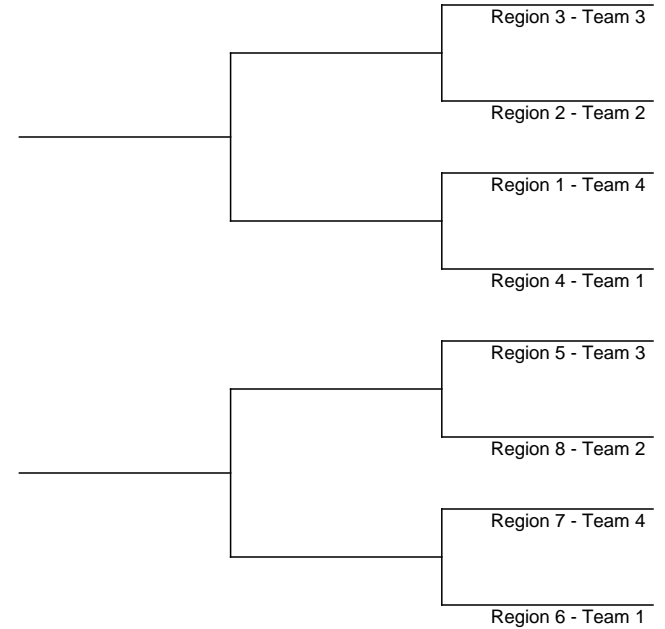 Region 3 - Team 3
Region 2 - Team 2
Region 1 - Team 4
Region 4 - Team 1
Region 5 - Team 3
Region 8 - Team 2
Region 7 - Team 4
Region 6 - Team 1